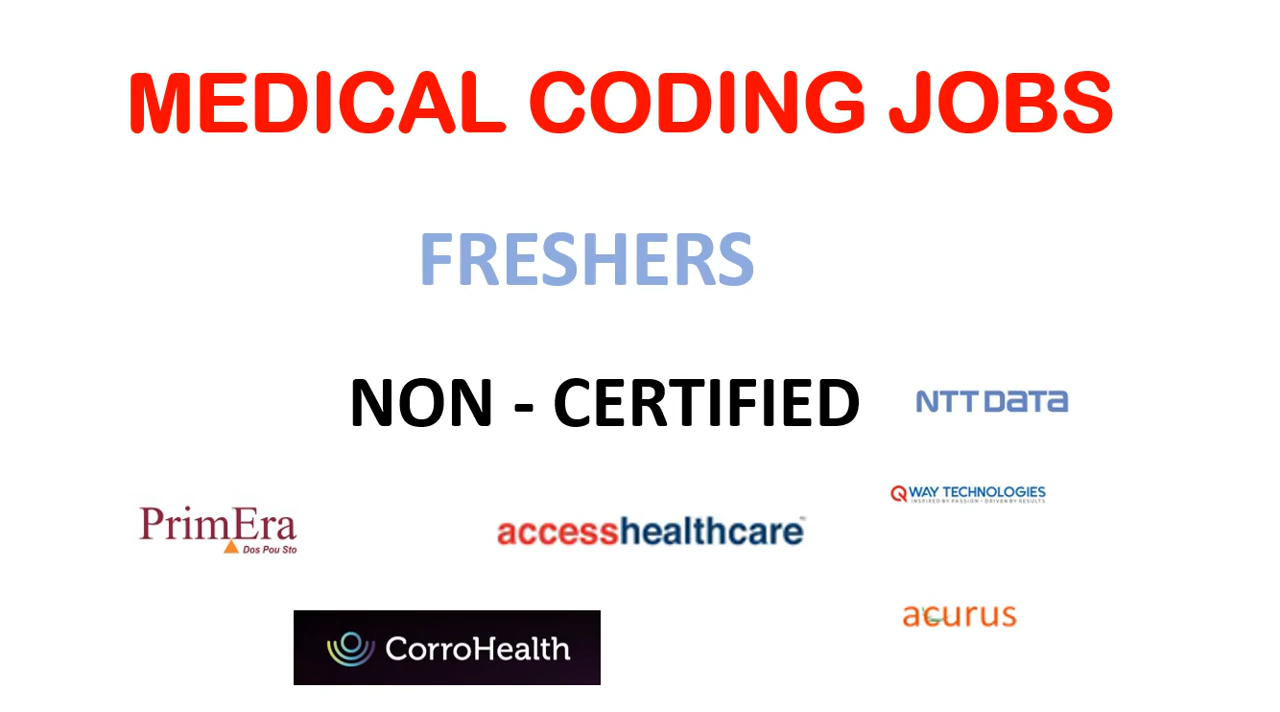 MEDICAL CODING JOBS
FRESHERS
NON - CERTIFIED
NTT DATA
QWAY TECHNOLOGIES
INSPIRED BY PASSION - DRIVEN BY RESULTS
PrimEra
Dos Pou Sto
accesshealthcare™
acurus
CorroHealth